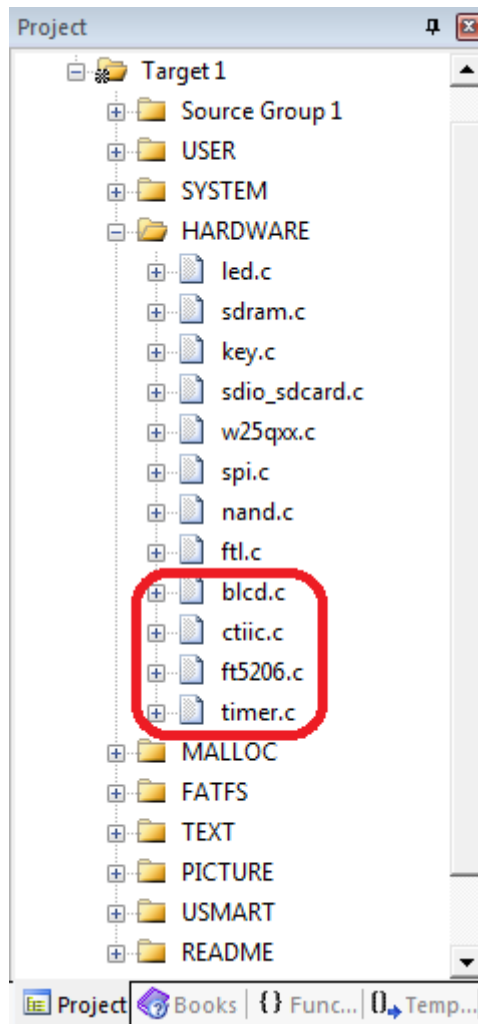 Project
Target 1
Source Group 1
USER
SYSTEM
HARDWARE
led.c
sdram.c
key.c
sdio_sdcard.c
w25qxx.c
spi.c
nand.c
ftl.c
blcd.c
ctiic.c
ft5206.c
timer.c
MALLOC
FATFS
TEXT
PICTURE
USMART
README
Project Books {} Func... Temp...